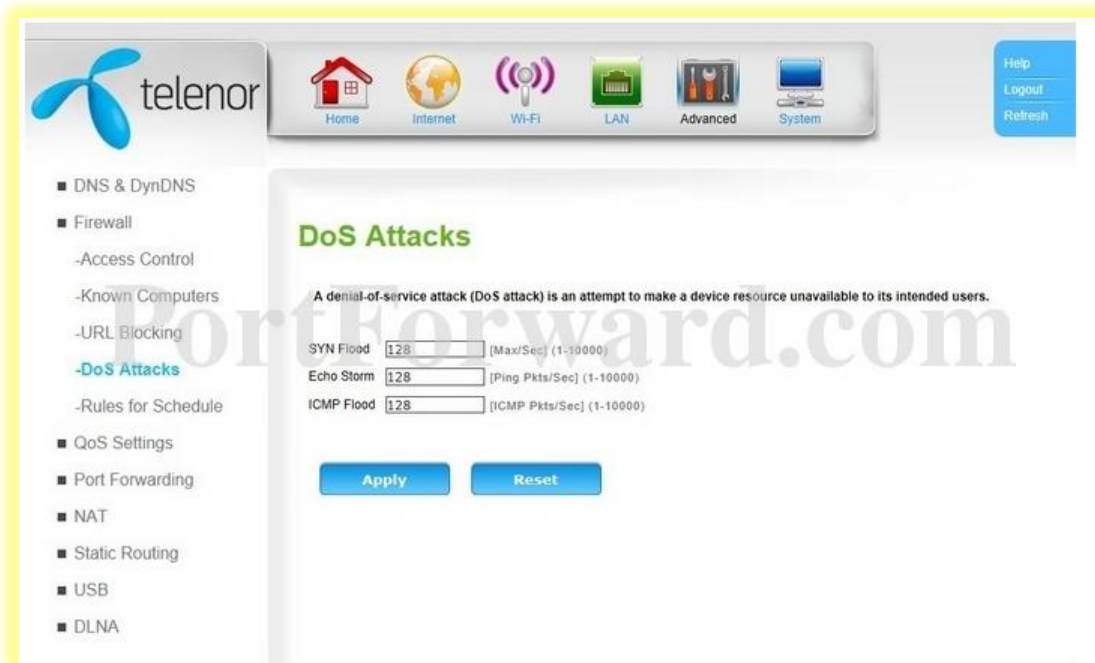 telenor
Home Internet Wi-Fi LAN Advanced System
Help
Logout
Refresh
DNS & DynDNS
Firewall
-Access Control
-Known Computers
-URL Blocking
-DoS Attacks
-Rules for Schedule
QoS Settings
Port Forwarding
NAT
Static Routing
USB
DLNA
DoS Attacks
A denial-of-service attack (DoS attack) is an attempt to make a device resource unavailable to its intended users.
SYN Flood 128 [Max/Sec] (1-10000)
Echo Storm 128 [Ping Pkts/Sec] (1-10000)
ICMP Flood 128 [ICMP Pkts/Sec] (1-10000)
Apply Reset
PortForward.com